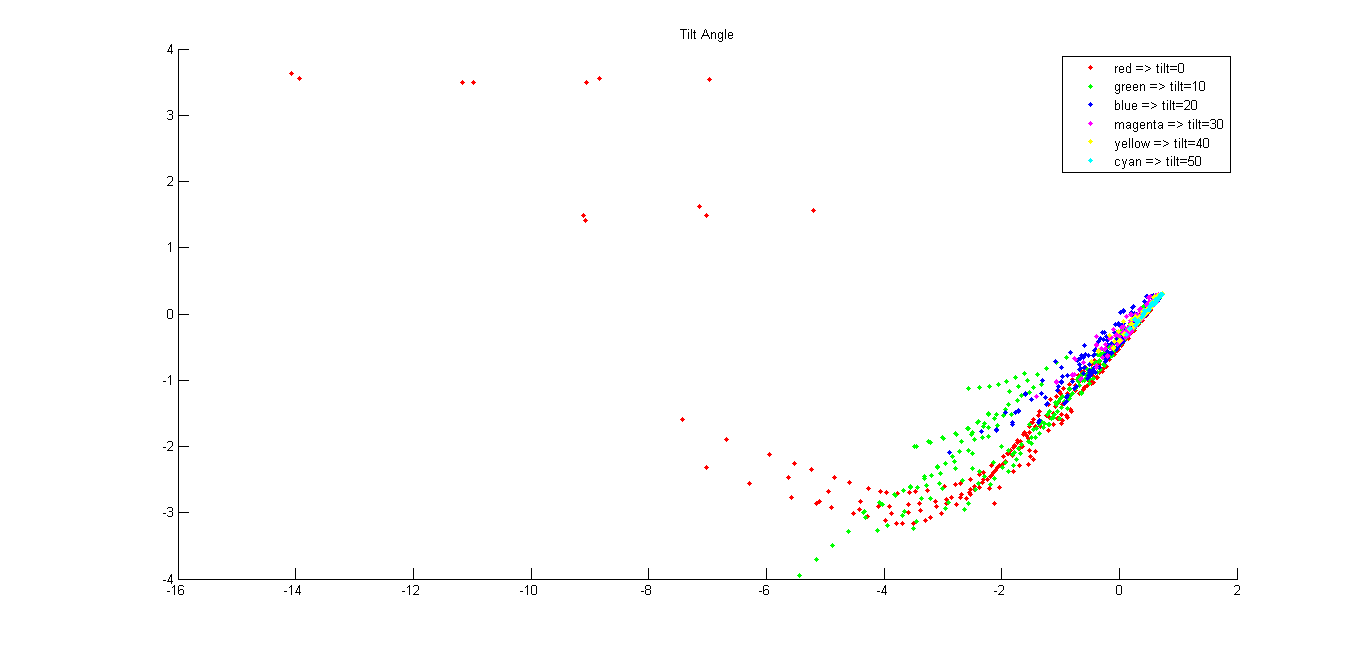 Tilt Angle
red => tilt=0
green => tilt=10
blue => tilt=20
magenta => tilt=30
yellow => tilt=40
cyan => tilt=50
4
3
2
1
0
-1
-2
-3
-4
-16 -14 -12 -10 -8 -6 -4 -2 0 2